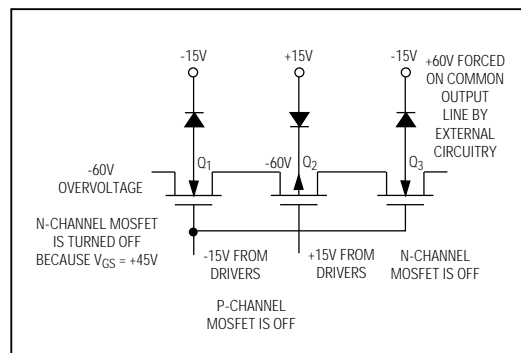 -15V
+15V
-15V
+60V FORCED
ON COMMON
OUTPUT
LINE BY
EXTERNAL
CIRCUITRY
Q1
-60V
Q2
Q3
-60V
OVERVOLTAGE
N-CHANNEL MOSFET
IS TURNED OFF
BECAUSE VGS = +45V
-15V FROM
DRIVERS
+15V FROM
DRIVERS
N-CHANNEL
MOSFET IS OFF
P-CHANNEL
MOSFET IS OFF